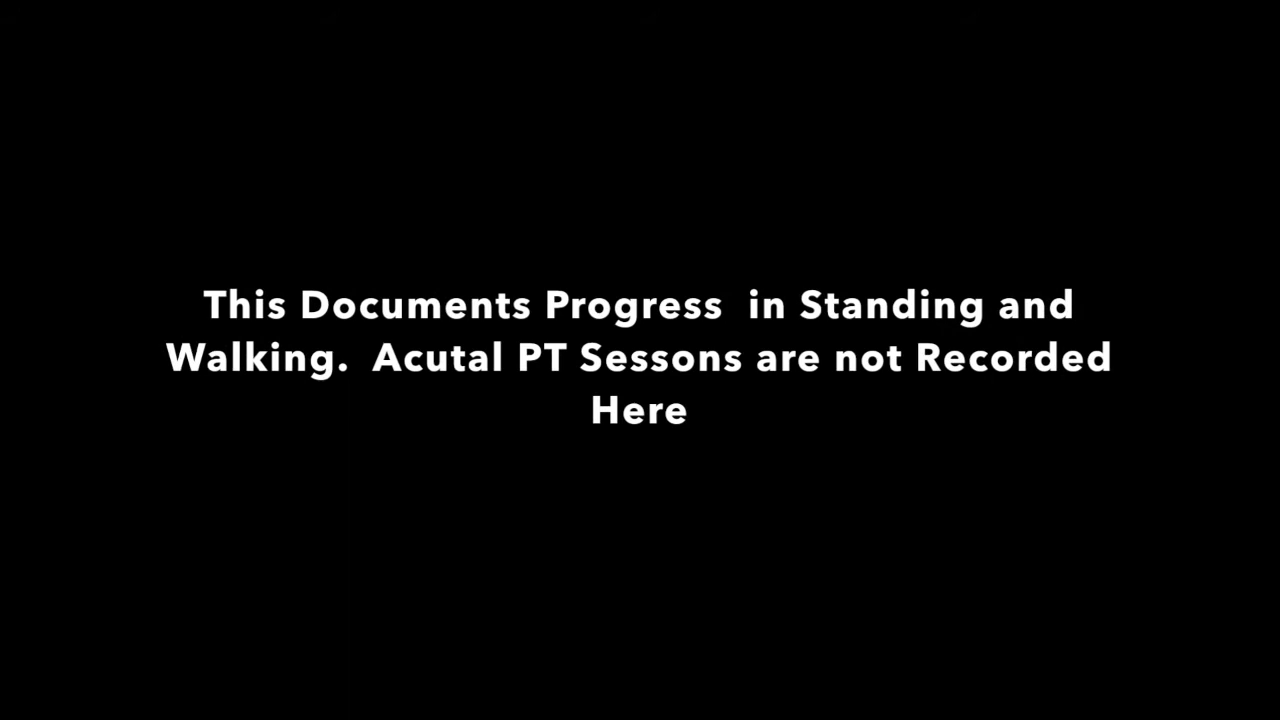 This Documents Progress  in Standing and
Walking.  Acutal PT Sessons are not Recorded
Here